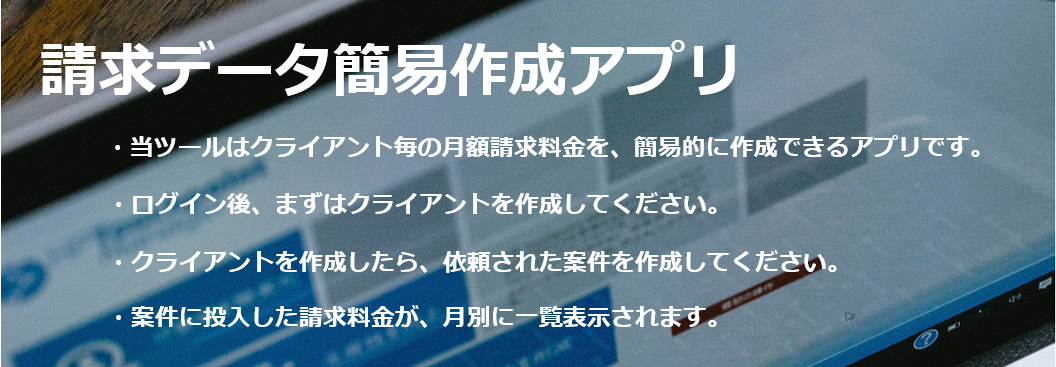 請求データ簡易作成アプリ
・当ツールはクライアント毎の月額請求料金を、簡易的に作成できるアプリです。
・ログイン後、まずはクライアントを作成してください。
・クライアントを作成したら、依頼された案件を作成してください。
・案件に投入した請求料金が、月別に一覧表示されます。